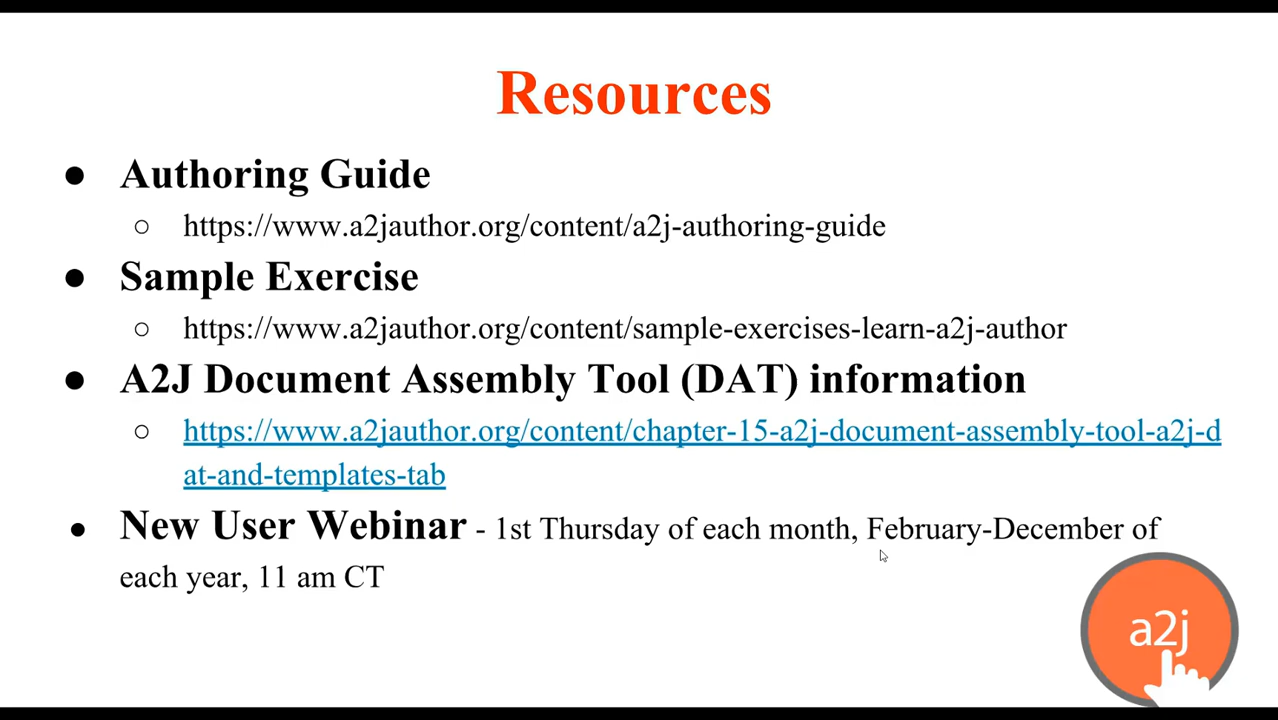 Resources
● Authoring Guide
○ https://www.a2jauthor.org/content/a2j-authoring-guide
● Sample Exercise
○ https://www.a2jauthor.org/content/sample-exercises-learn-a2j-author
● A2J Document Assembly Tool (DAT) information
○ https://www.a2jauthor.org/content/chapter-15-a2j-document-assembly-tool-a2j-d
at-and-templates-tab
● New User Webinar - 1st Thursday of each month, February-December of
each year, 11 am CT
a2j